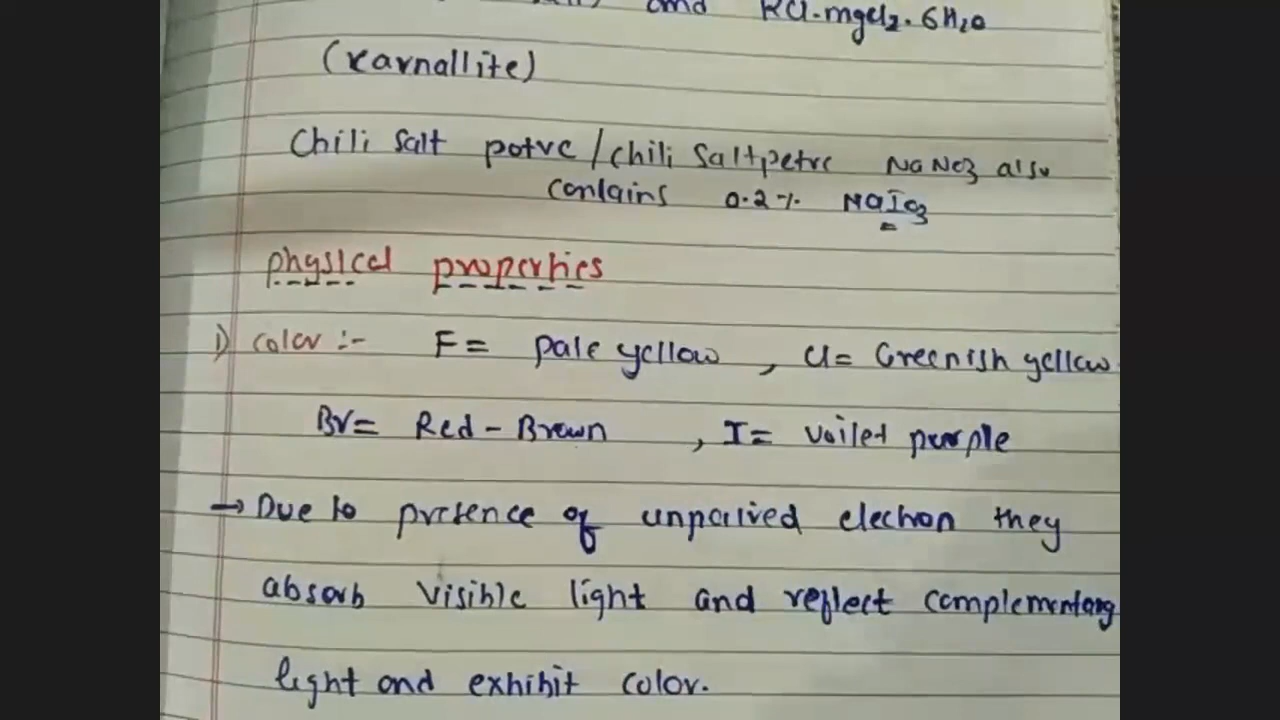 and KCl.mgCl2.6H2O
(Karnallite)
Chili salt potre/chili saltpetre NaNO3 also
contains 0.2% NaIO3
physical properties
1) color :- F= pale yellow , Cl= Greenish yellow
Br= Red-Brown , I= voilet purple
→ Due to presence of unpaired electron they
absorb visible light and reflect complementary
light and exhibit color.